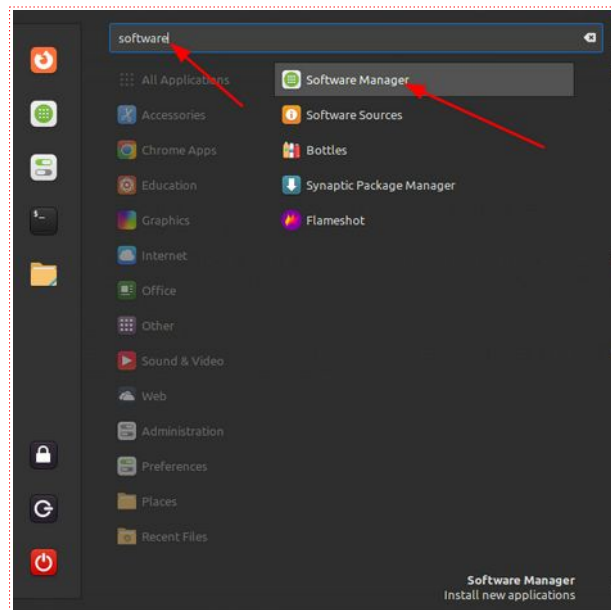 software
All Applications
Accessories
Chrome Apps
Education
Graphics
Internet
Office
Other
Sound & Video
Web
Administration
Preferences
Places
Recent Files
Software Manager
Software Sources
Bottles
Synaptic Package Manager
Flameshot
Software Manager
Install new applications